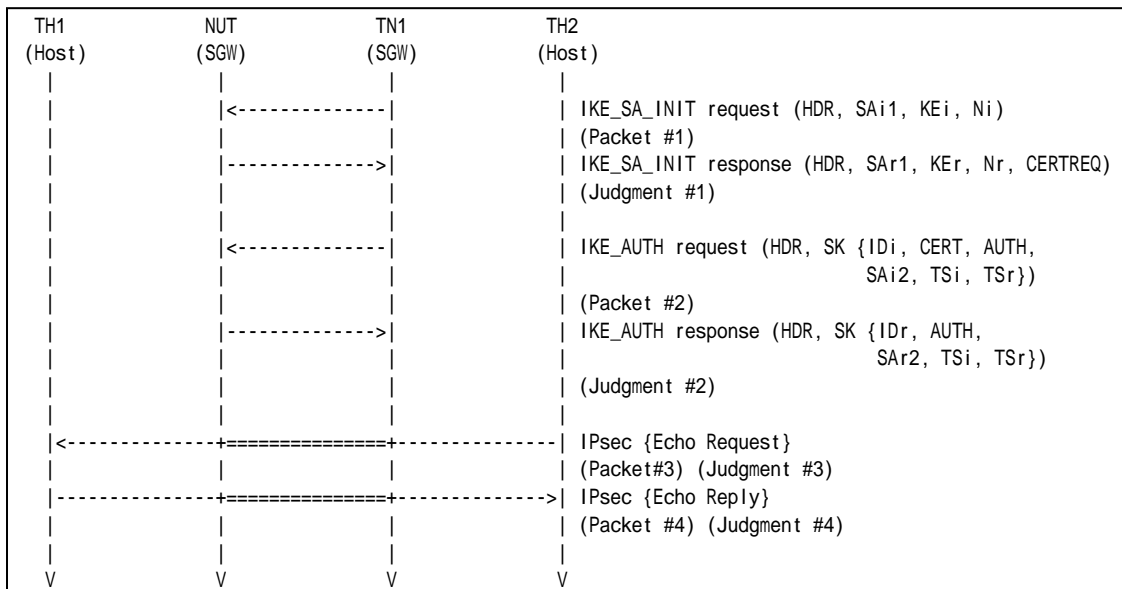 TH1 NUT TN1 TH2
(Host) (SGW) (SGW) (Host)
| | | |
| |<--------------| | IKE_SA_INIT request (HDR, SAi1, KEi, Ni)
| | | | (Packet #1)
| |-------------->| | IKE_SA_INIT response (HDR, SAr1, KEr, Nr, CERTREQ)
| | | | (Judgment #1)
| | | |
| |<--------------| | IKE_AUTH request (HDR, SK {IDi, CERT, AUTH,
| | | | SAi2, TSi, TSr})
| | | | (Packet #2)
| |-------------->| | IKE_AUTH response (HDR, SK {IDr, AUTH,
| | | | SAr2, TSi, TSr})
| | | | (Judgment #2)
| | | |
|<--------------+===============+---------------| IPsec {Echo Request}
| | | | (Packet#3) (Judgment #3)
|---------------+===============+-------------->| IPsec {Echo Reply}
| | | | (Packet #4) (Judgment #4)
| | | |
V V V V